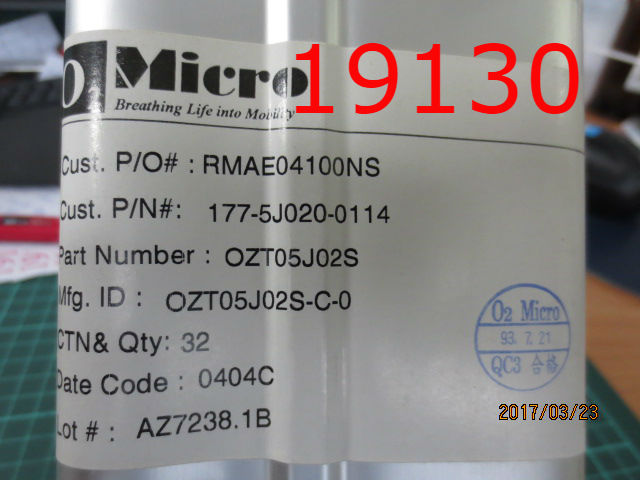 19130
O2 Micro
Breathing Life into Mobility
Cust. P/O# : RMAE04100NS
Cust. P/N#: 177-5J020-0114
Part Number : OZT05J02S
Mfg. ID : OZT05J02S-C-0
CTN& Qty: 32
Date Code : 0404C
Lot # : AZ7238.1B
O2 Micro
93. 7. 21
QC3 合格
2017/03/23